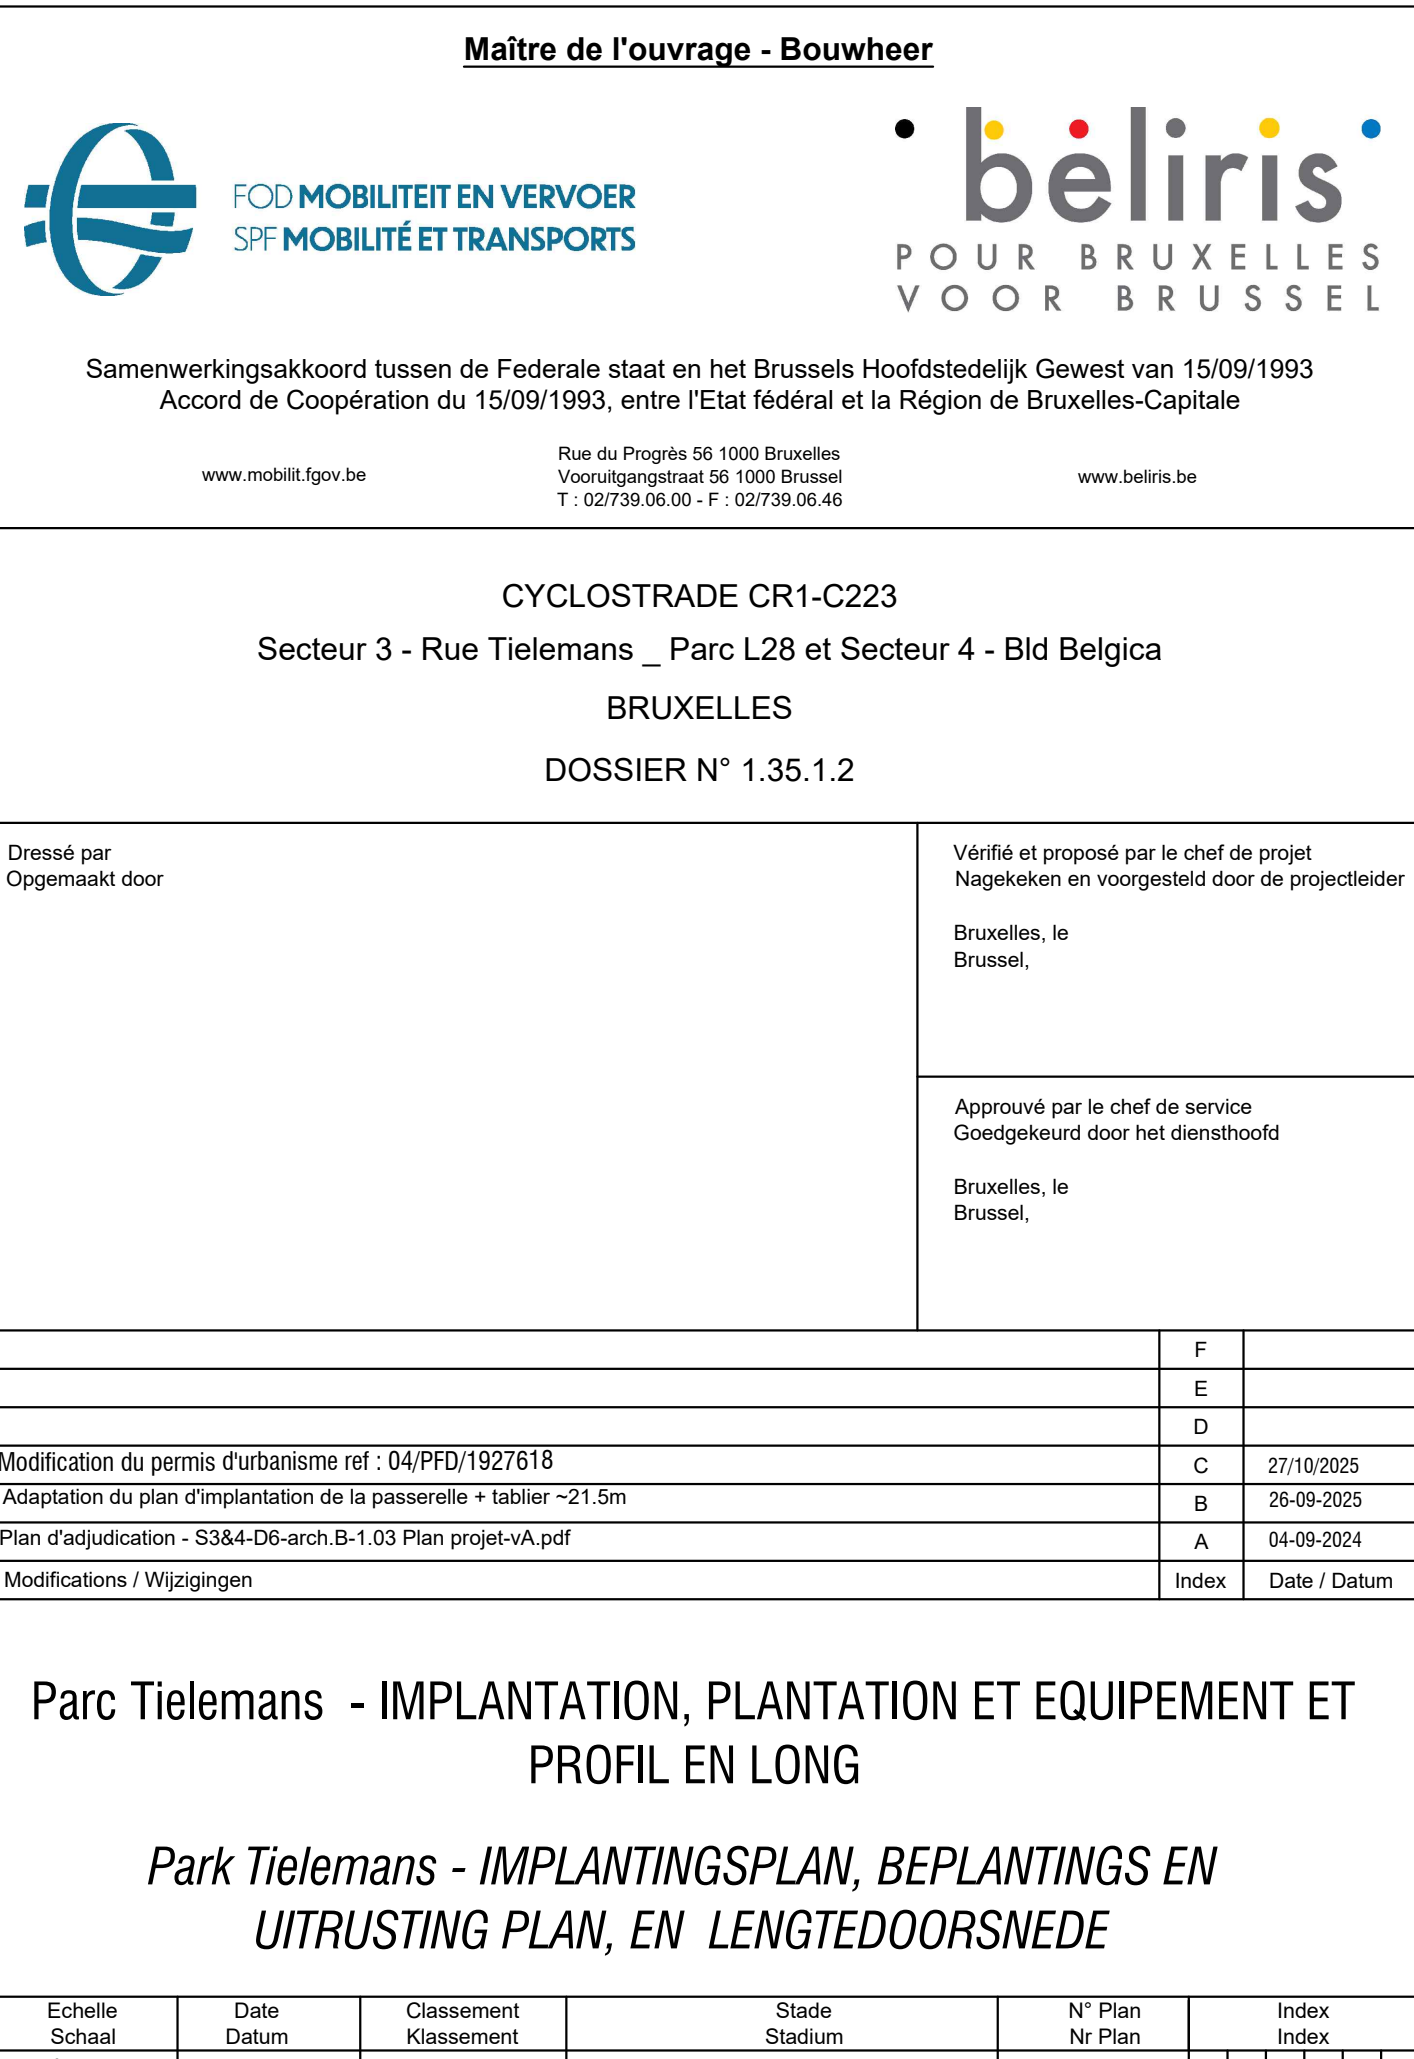 Maître de l'ouvrage - Bouwheer
FOD MOBILITEIT EN VERVOER
SPF MOBILITÉ ET TRANSPORTS
beliris
POUR BRUXELLES
VOOR BRUSSEL
Samenwerkingsakkoord tussen de Federale staat en het Brussels Hoofdstedelijk Gewest van 15/09/1993
Accord de Coopération du 15/09/1993, entre l'Etat fédéral et la Région de Bruxelles-Capitale
www.mobilit.fgov.be
Rue du Progrès 56 1000 Bruxelles
Vooruitgangstraat 56 1000 Brussel
T : 02/739.06.00 - F : 02/739.06.46
www.beliris.be
CYCLOSTRADE CR1-C223
Secteur 3 - Rue Tielemans _ Parc L28 et Secteur 4 - Bld Belgica
BRUXELLES
DOSSIER N° 1.35.1.2
Dressé par
Opgemaakt door
Vérifié et proposé par le chef de projet
Nagekeken en voorgesteld door de projectleider
Bruxelles, le
Brussel,
Approuvé par le chef de service
Goedgekeurd door het diensthoofd
Bruxelles, le
Brussel,
F
E
D
Modification du permis d'urbanisme ref : 04/PFD/1927618 C 27/10/2025
Adaptation du plan d'implantation de la passerelle + tablier ~21.5m B 26-09-2025
Plan d'adjudication - S3&4-D6-arch.B-1.03 Plan projet-vA.pdf A 04-09-2024
Modifications / Wijzigingen Index Date / Datum
Parc Tielemans - IMPLANTATION, PLANTATION ET EQUIPEMENT ET
PROFIL EN LONG
Park Tielemans - IMPLANTINGSPLAN, BEPLANTINGS EN
UITRUSTING PLAN, EN LENGTEDOORSNEDE
Echelle Date Classement Stade N° Plan Index
Schaal Datum Klassement Stadium Nr Plan Index